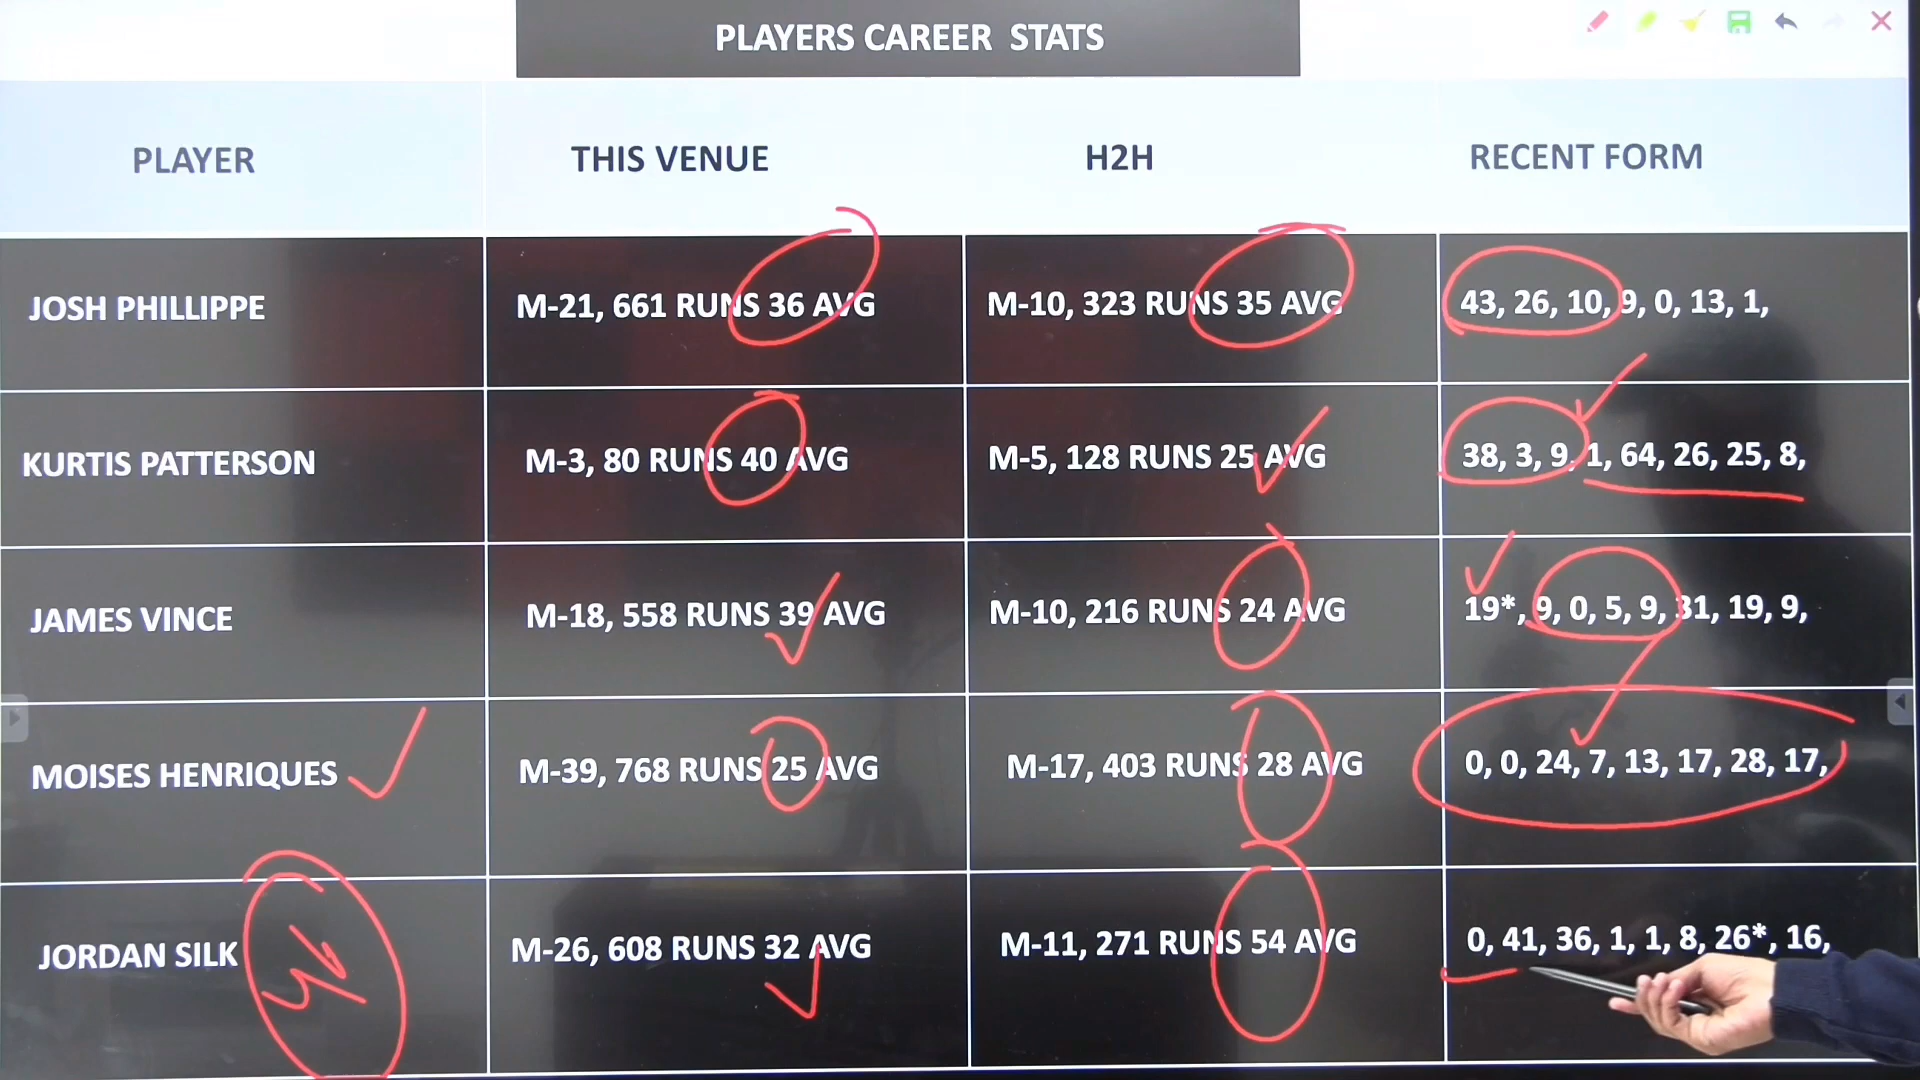 PLAYERS CAREER STATS
PLAYER THIS VENUE H2H RECENT FORM
JOSH PHILLIPPE M-21, 661 RUNS 36 AVG M-10, 323 RUNS 35 AVG 43, 26, 10, 9, 0, 13, 1,
KURTIS PATTERSON M-3, 80 RUNS 40 AVG M-5, 128 RUNS 25 AVG 38, 3, 9, 1, 64, 26, 25, 8,
JAMES VINCE M-18, 558 RUNS 39 AVG M-10, 216 RUNS 24 AVG 19*, 9, 0, 5, 9, 31, 19, 9,
MOISES HENRIQUES M-39, 768 RUNS 25 AVG M-17, 403 RUNS 28 AVG 0, 0, 24, 7, 13, 17, 28, 17,
JORDAN SILK M-26, 608 RUNS 32 AVG M-11, 271 RUNS 54 AVG 0, 41, 36, 1, 1, 8, 26*, 16,